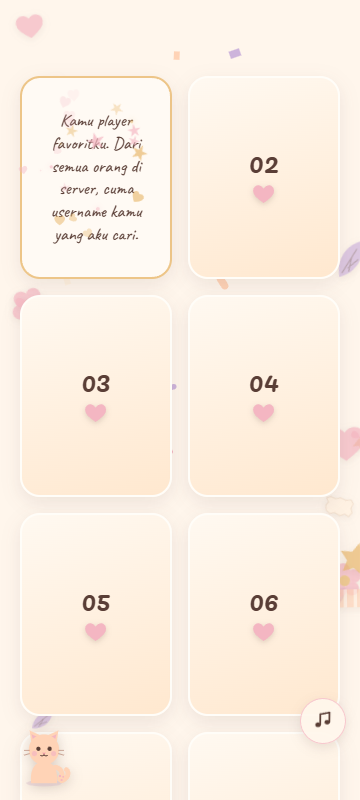 Kamu player
favoritku. Dari
semua orang di
server, cuma
username kamu
yang aku cari.
02
03
04
05
06